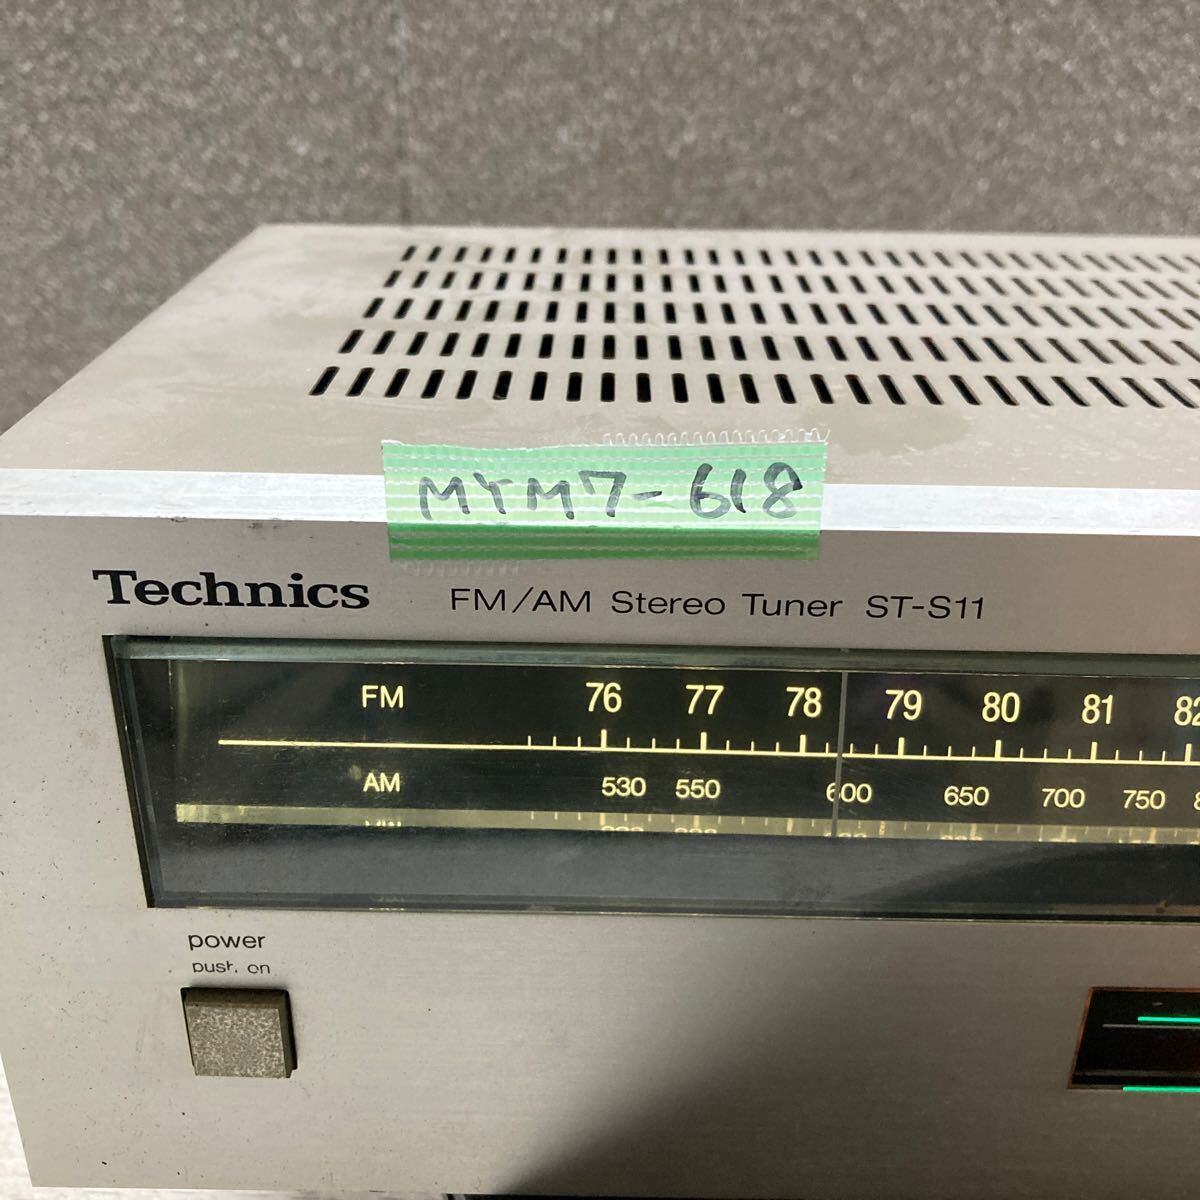 MYM7-618
Technics FM/AM Stereo Tuner ST-S11
FM 76 77 78 79 80 81 82
AM 530 550 600 650 700 750
power
push. on